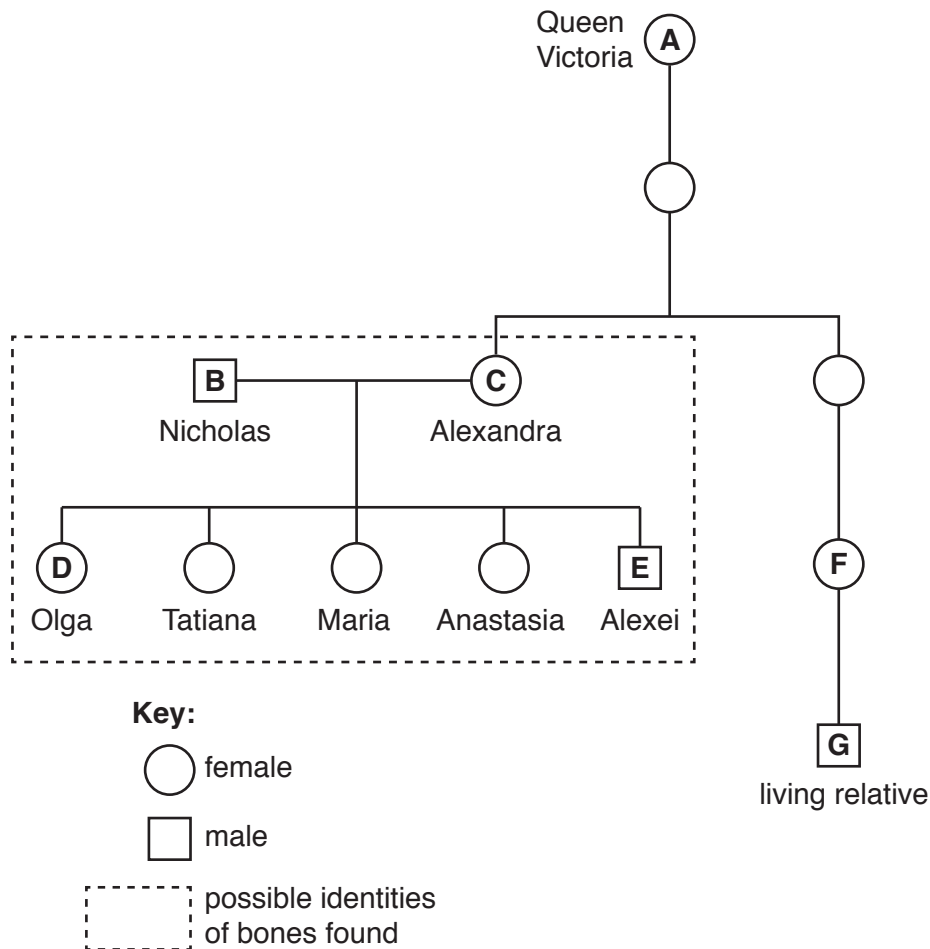 Queen
Victoria
A
B
C
Nicholas
Alexandra
D
E
F
Olga
Tatiana
Maria
Anastasia
Alexei
G
living relative
Key:
female
male
possible identities
of bones found